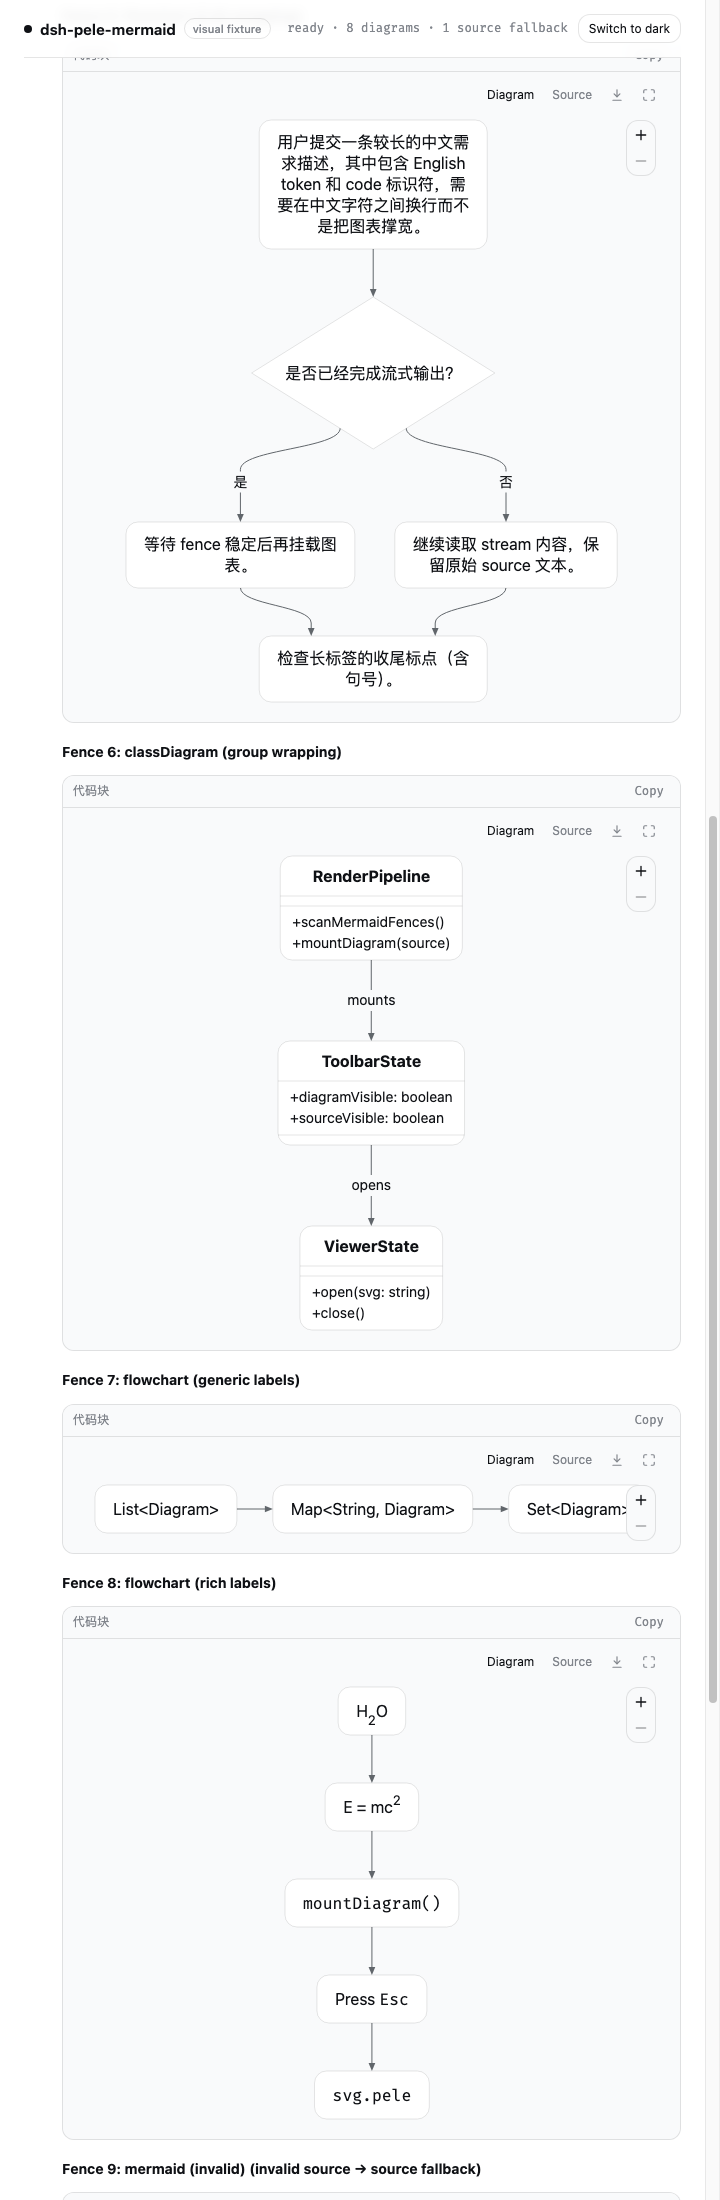 dsh-pele-mermaid
visual fixture
ready · 8 diagrams · 1 source fallback
Switch to dark
代码块
Copy
Diagram
Source
用户提交一条较长的中文需
求描述，其中包含 English
token 和 code 标识符，需
要在中文字符之间换行而不
是把图表撑宽。
是否已经完成流式输出?
是
否
等待 fence 稳定后再挂载图
表。
继续读取 stream 内容，保
留原始 source 文本。
检查长标签的收尾标点（含
句号）。
Fence 6: classDiagram (group wrapping)
代码块
Copy
Diagram
Source
RenderPipeline
+scanMermaidFences()
+mountDiagram(source)
mounts
ToolbarState
+diagramVisible: boolean
+sourceVisible: boolean
opens
ViewerState
+open(svg: string)
+close()
Fence 7: flowchart (generic labels)
代码块
Copy
Diagram
Source
List<Diagram>
Map<String, Diagram>
Set<Diagram>
Fence 8: flowchart (rich labels)
代码块
Copy
Diagram
Source
H₂O
E = mc²
mountDiagram()
Press Esc
svg.pele
Fence 9: mermaid (invalid) (invalid source → source fallback)